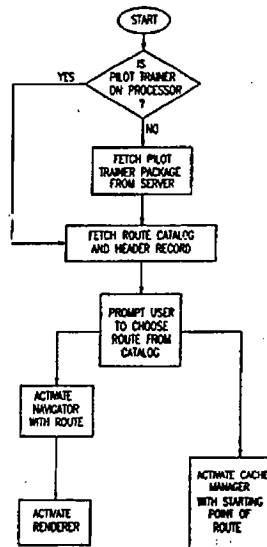 START
IS
PILOT TRAINER
ON PROCESSOR
?
YES
NO
FETCH PILOT
TRAINER PACKAGE
FROM SERVER
FETCH ROUTE CATALOG
AND HEADER RECORD
PROMPT USER
TO CHOOSE
ROUTE FROM
CATALOG
ACTIVATE
NAVIGATOR
WITH ROUTE
ACTIVATE
RENDERER
ACTIVATE CACHE
MANAGER
WITH STARTING
POINT OF
ROUTE